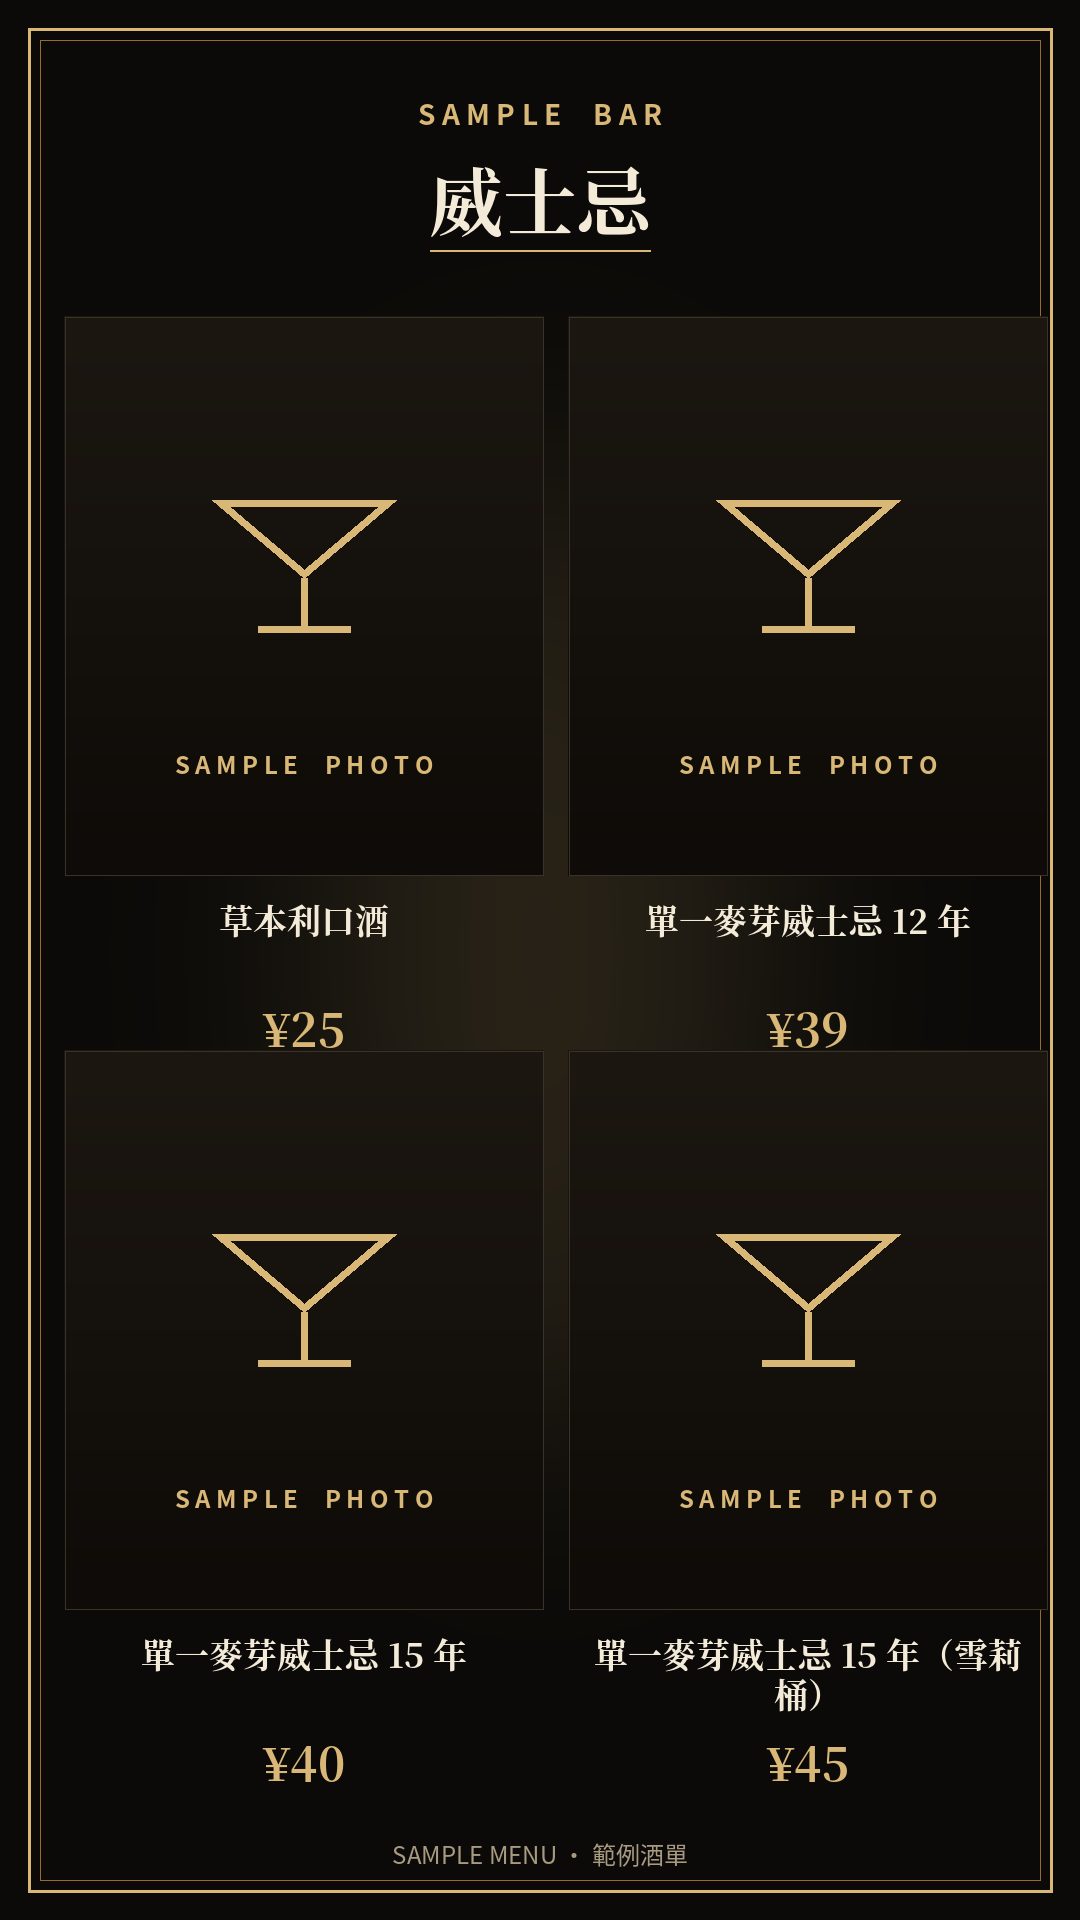 SAMPLE BAR
威士忌
SAMPLE PHOTO
SAMPLE PHOTO
草本利口酒
單一麥芽威士忌 12 年
¥25
¥39
SAMPLE PHOTO
SAMPLE PHOTO
單一麥芽威士忌 15 年
單一麥芽威士忌 15 年（雪莉
桶）
¥40
¥45
SAMPLE MENU · 範例酒單